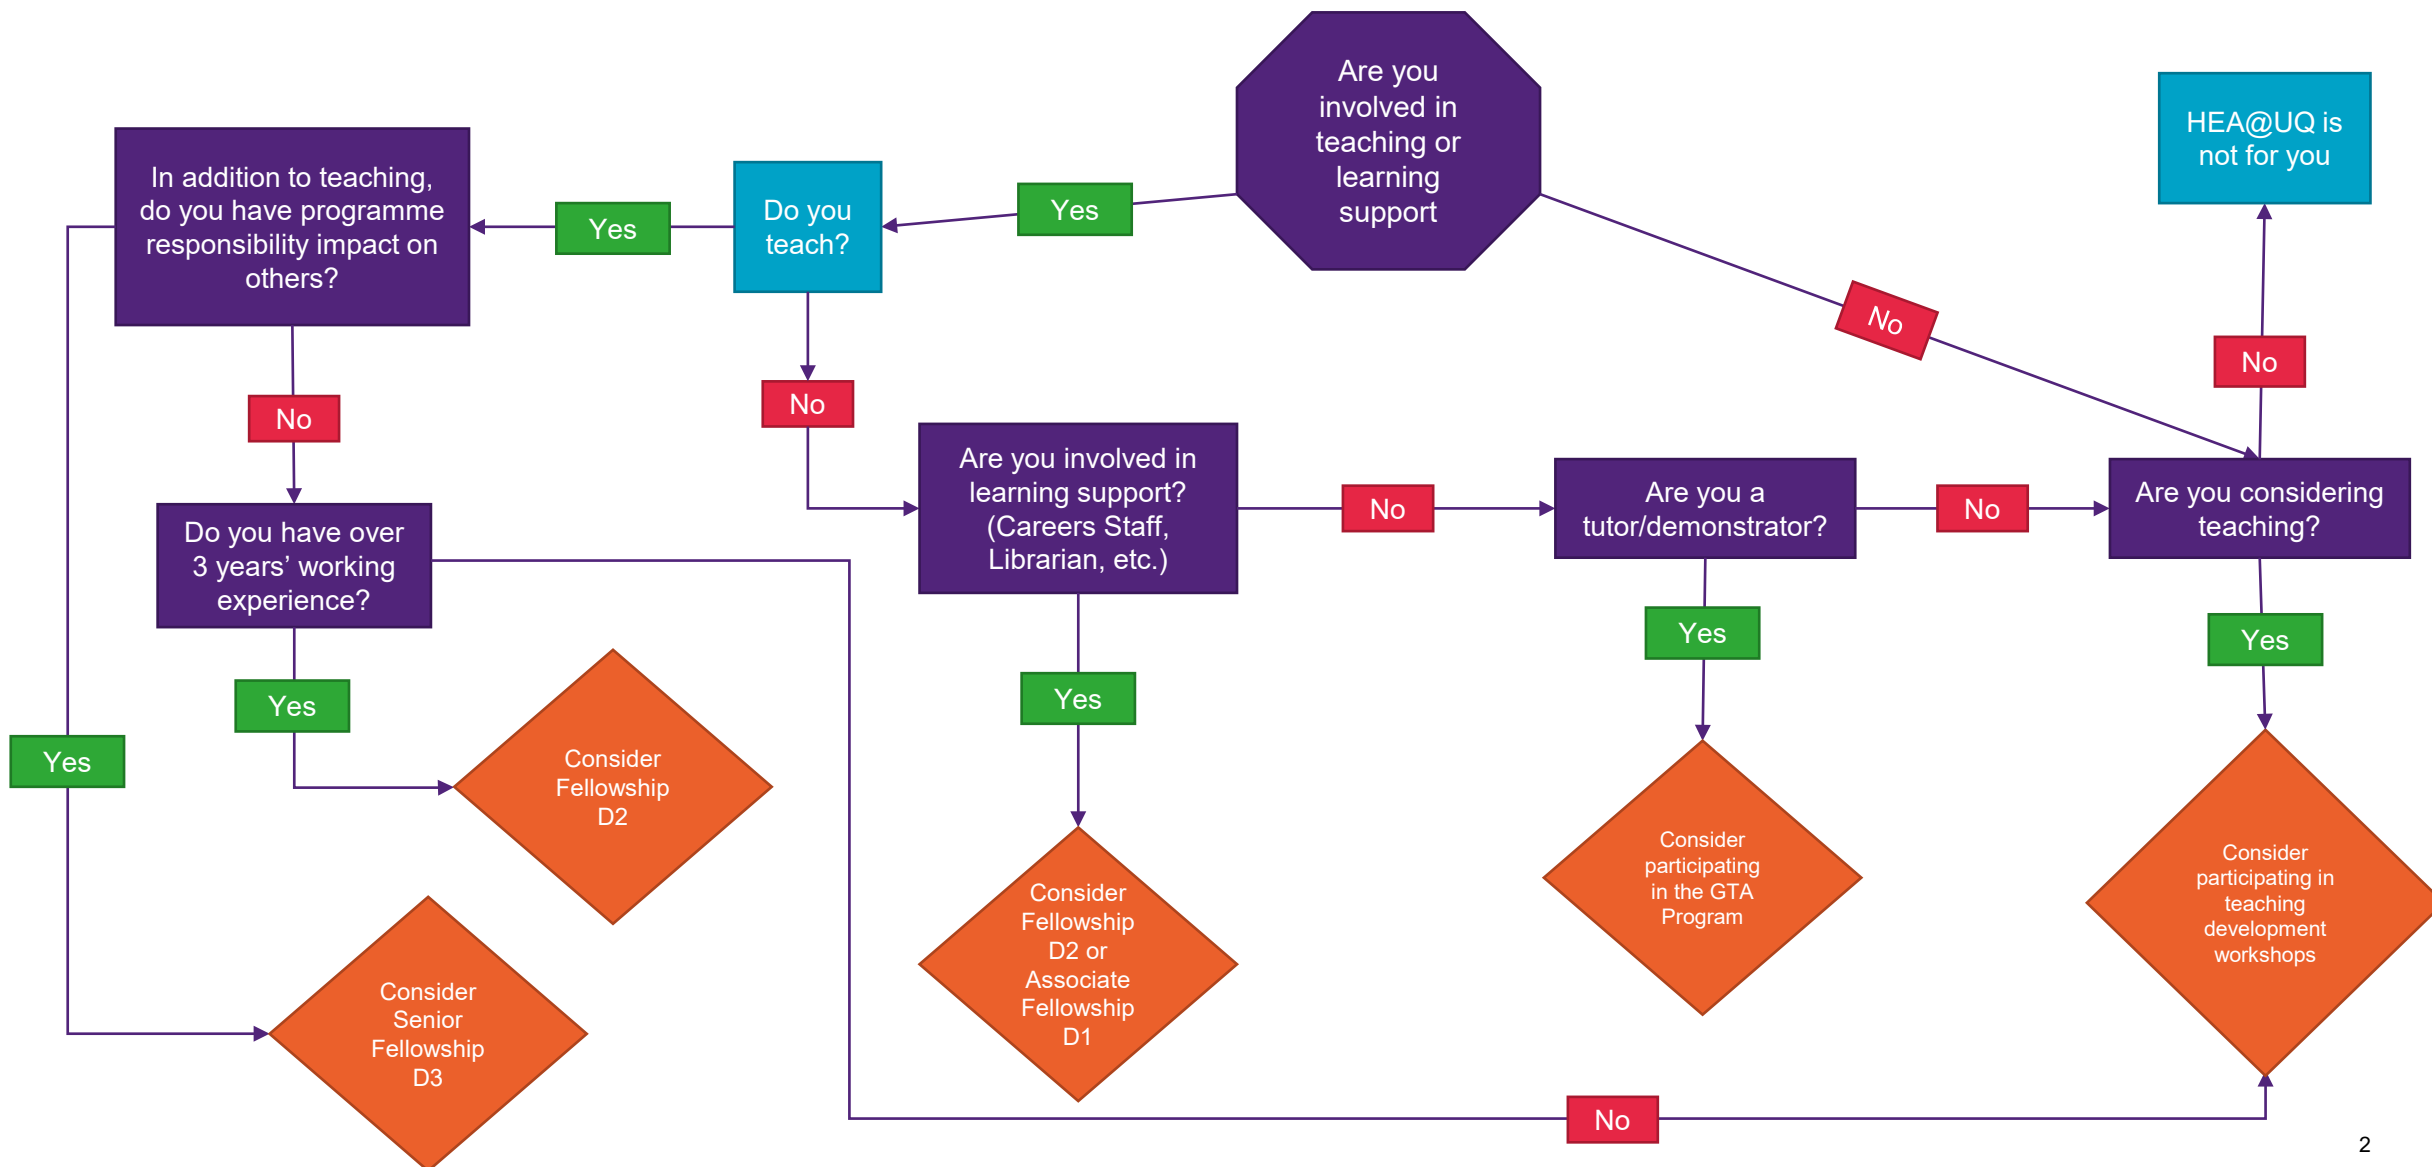 Are you
involved in
teaching or
learning
support
HEA@UQ is
not for you
In addition to teaching,
do you have programme
responsibility impact on
others?
Yes
Do you
teach?
Yes
No
No
No
No
Are you involved in
learning support?
(Careers Staff,
Librarian, etc.)
No
Are you a
tutor/demonstrator?
No
Are you considering
teaching?
Do you have over
3 years’ working
experience?
Yes
Yes
Yes
Yes
Yes
Consider
Fellowship
D2
Consider
Fellowship
D2 or
Associate
Fellowship
D1
Consider
participating
in the GTA
Program
Consider
participating in
teaching
development
workshops
Consider
Senior
Fellowship
D3
No
2